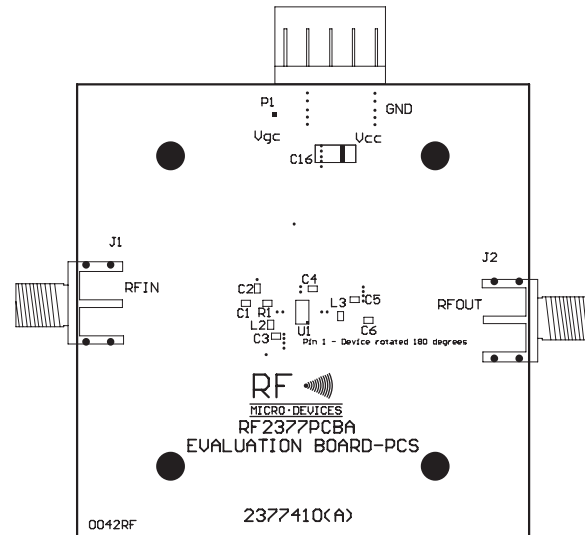 P1
GND
Vgc
Vcc
C16
J1
J2
RFIN
RFOUT
C2
C4
C1
R1
L3
C5
L2
U1
C6
C3
Pin 1 - Device rotated 180 degrees
RF
MICRO·DEVICES
RF2377PCBA
EVALUATION BOARD-PCS
2377410(A)
0042RF